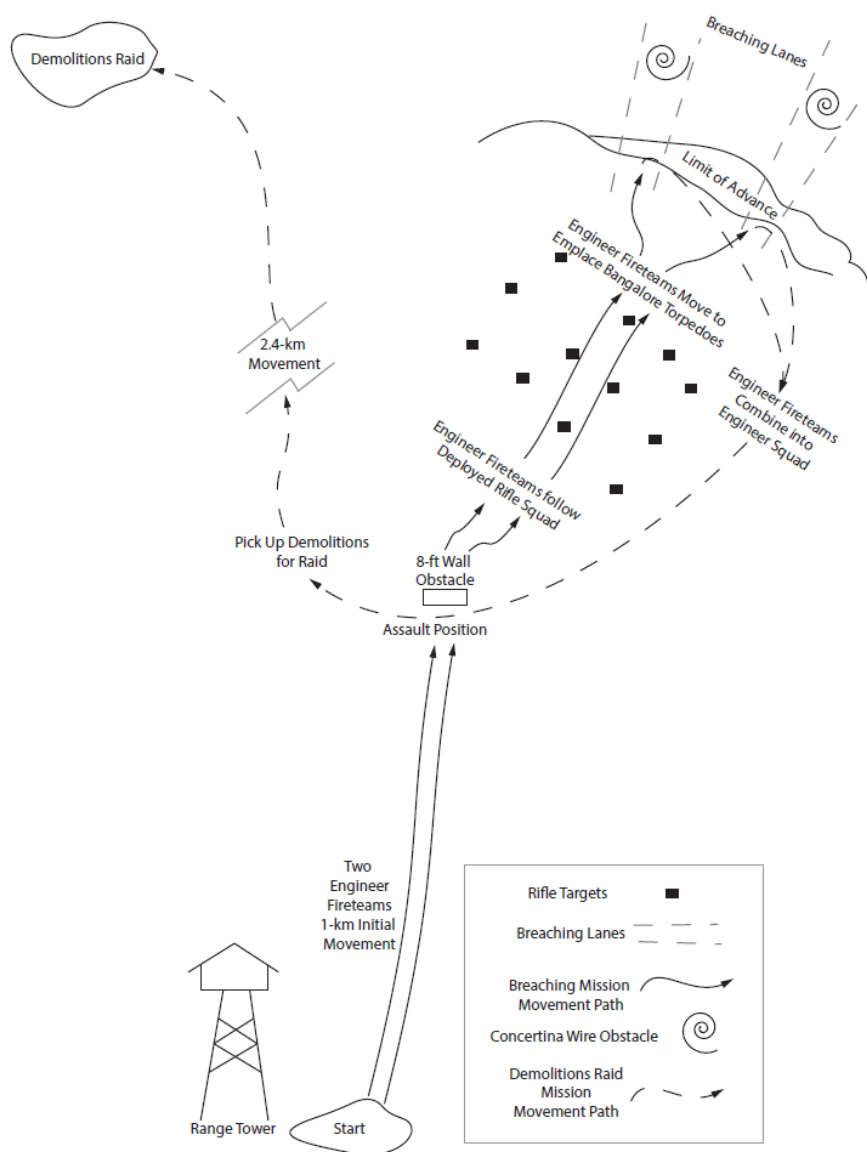 Demolitions Raid
Breaching Lanes
Limit of Advance
Engineer Fireteams Move to
Emplace Bangalore Torpedoes
2.4-km
Movement
Engineer Fireteams
Combine into
Engineer Squad
Engineer Fireteams follow
Deployed Rifle Squad
Pick Up Demolitions
for Raid
8-ft Wall
Obstacle
Assault Position
Two
Engineer
Fireteams
1-km Initial
Movement
Range Tower
Start
Rifle Targets
Breaching Lanes
Breaching Mission
Movement Path
Concertina Wire Obstacle
Demolitions Raid
Mission
Movement Path